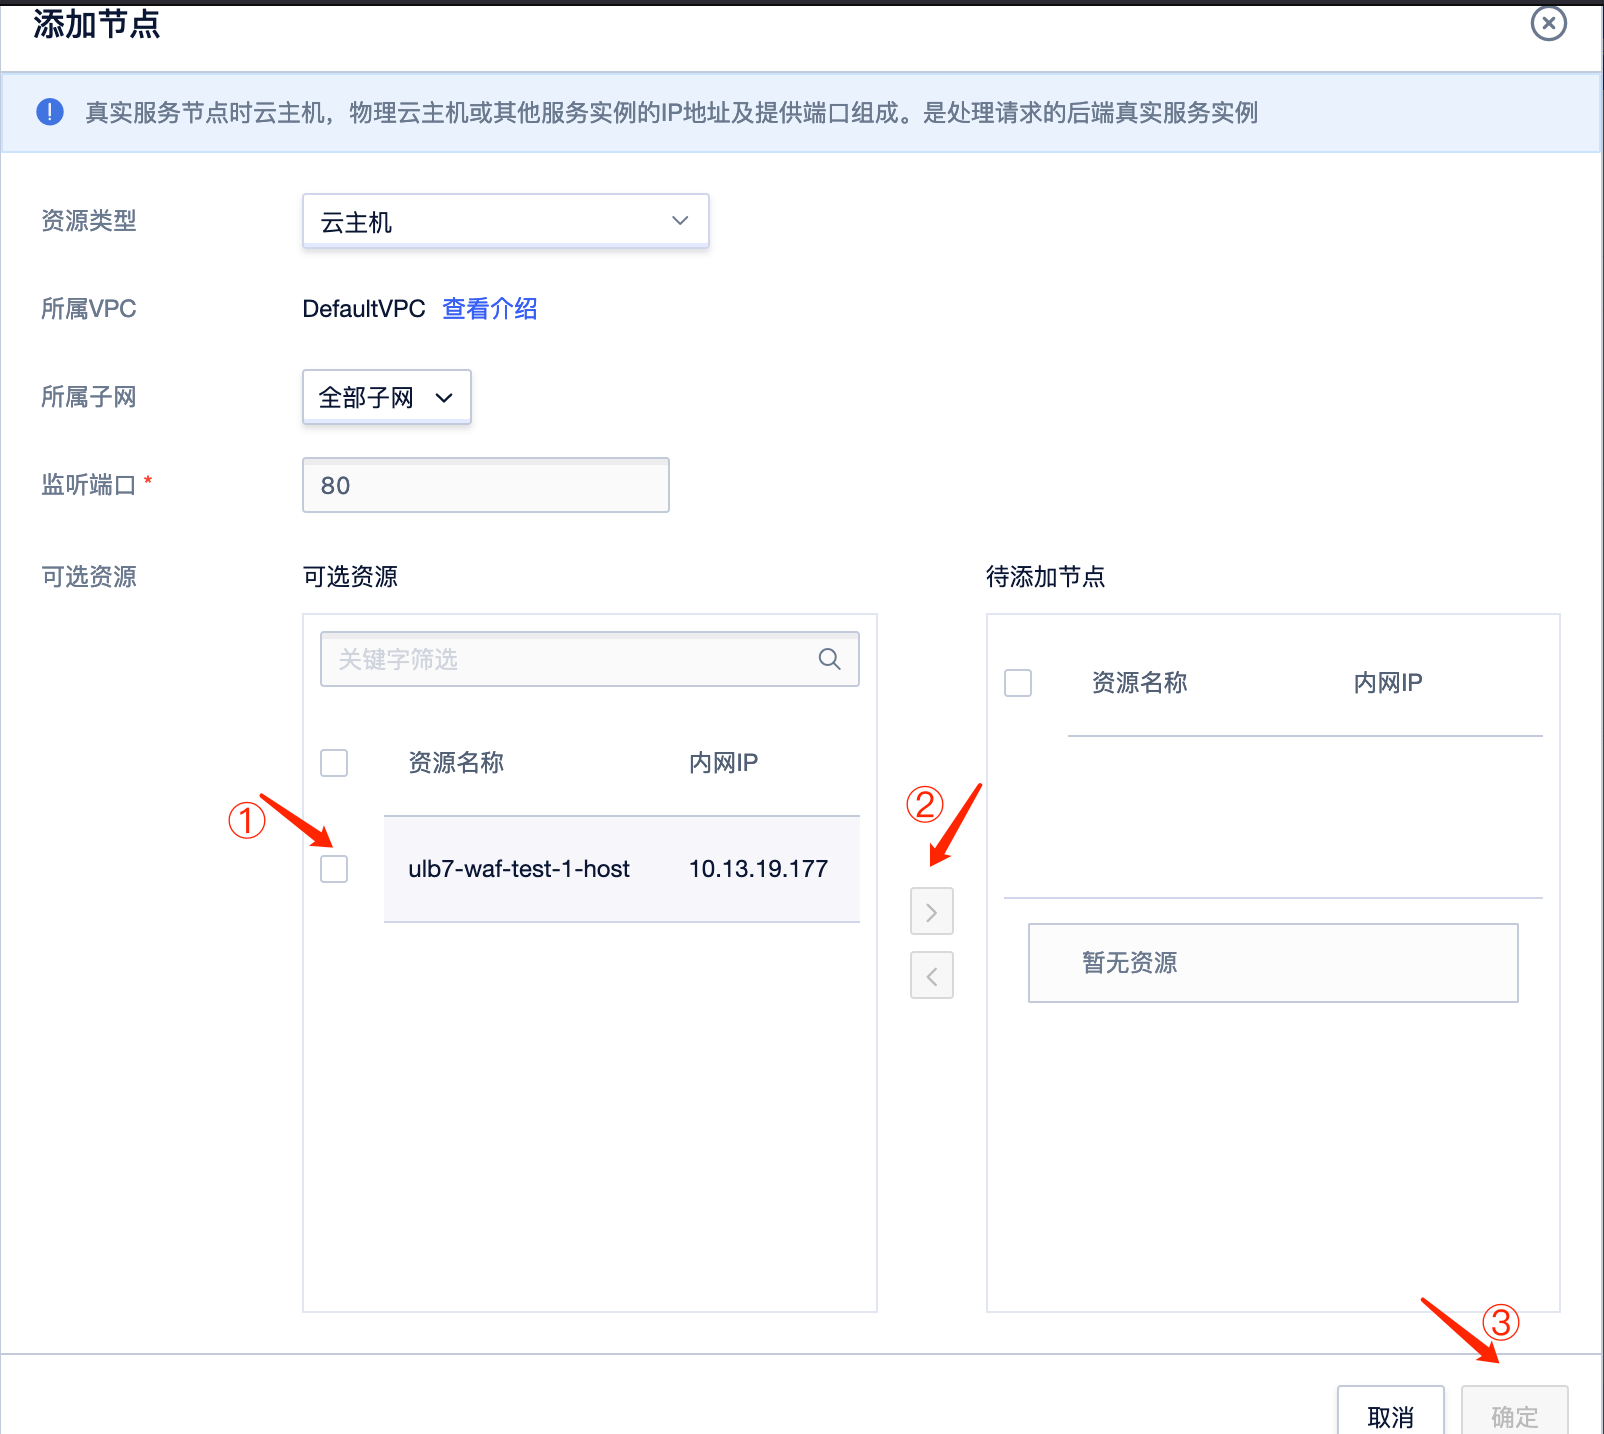 添加节点
真实服务节点时云主机，物理云主机或其他服务实例的IP地址及提供端口组成。是处理请求的后端真实服务实例
资源类型 云主机
所属VPC DefaultVPC 查看介绍
所属子网 全部子网
监听端口 * 80
可选资源 可选资源 待添加节点
关键字筛选
资源名称 内网IP
资源名称 内网IP
① ②
ulb7-waf-test-1-host 10.13.19.177
暂无资源
③
取消 确定